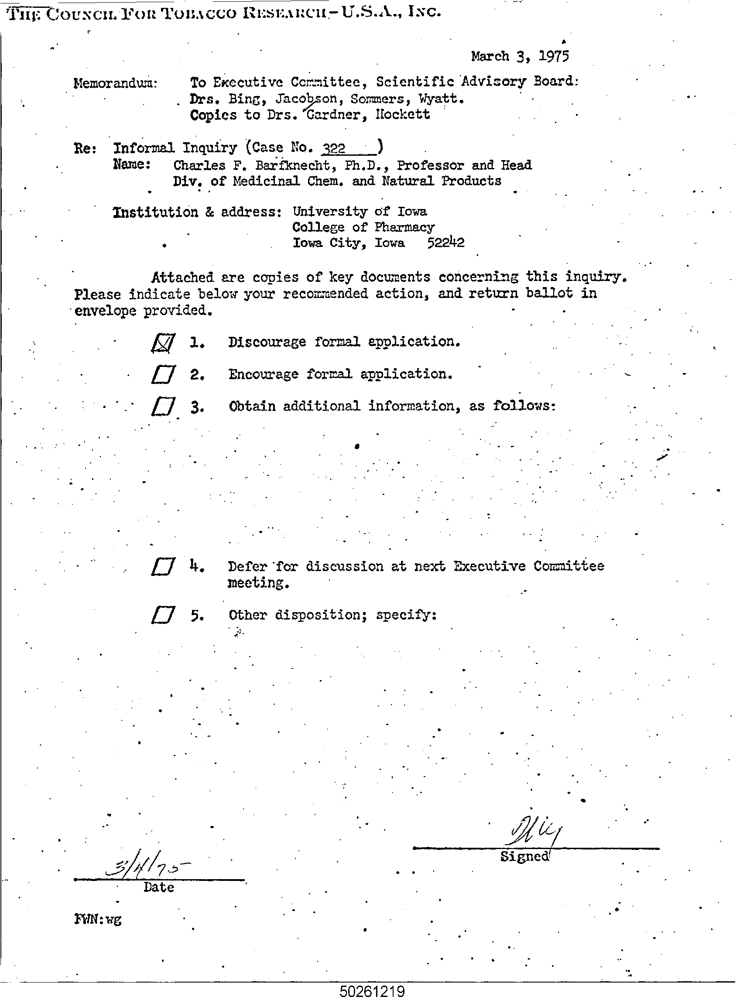 THE COUNCIL FOR TOBACCO RESEARCH-U.S.A., INC.
March 3, 1975
Memorandum: To Executive Committee, Scientific Advisory Board:
Drs. Bing, Jacobson, Sommers, Wyatt.
Copies to Drs. Gardner, Hockett
Re: Informal Inquiry (Case No. 322 )
Name: Charles F. Barfknecht, Ph.D., Professor and Head
Div. of Medicinal Chem. and Natural Products
Institution & address: University of Iowa
College of Pharmacy
Iowa City, Iowa 52242
Attached are copies of key documents concerning this inquiry.
Please indicate below your recommended action, and return ballot in
envelope provided.
1. Discourage formal application.
2. Encourage formal application.
3. Obtain additional information, as follows:
4. Defer for discussion at next Executive Committee
meeting.
5. Other disposition; specify:
Signed
3/4/75
Date
FWN:wg
50261219